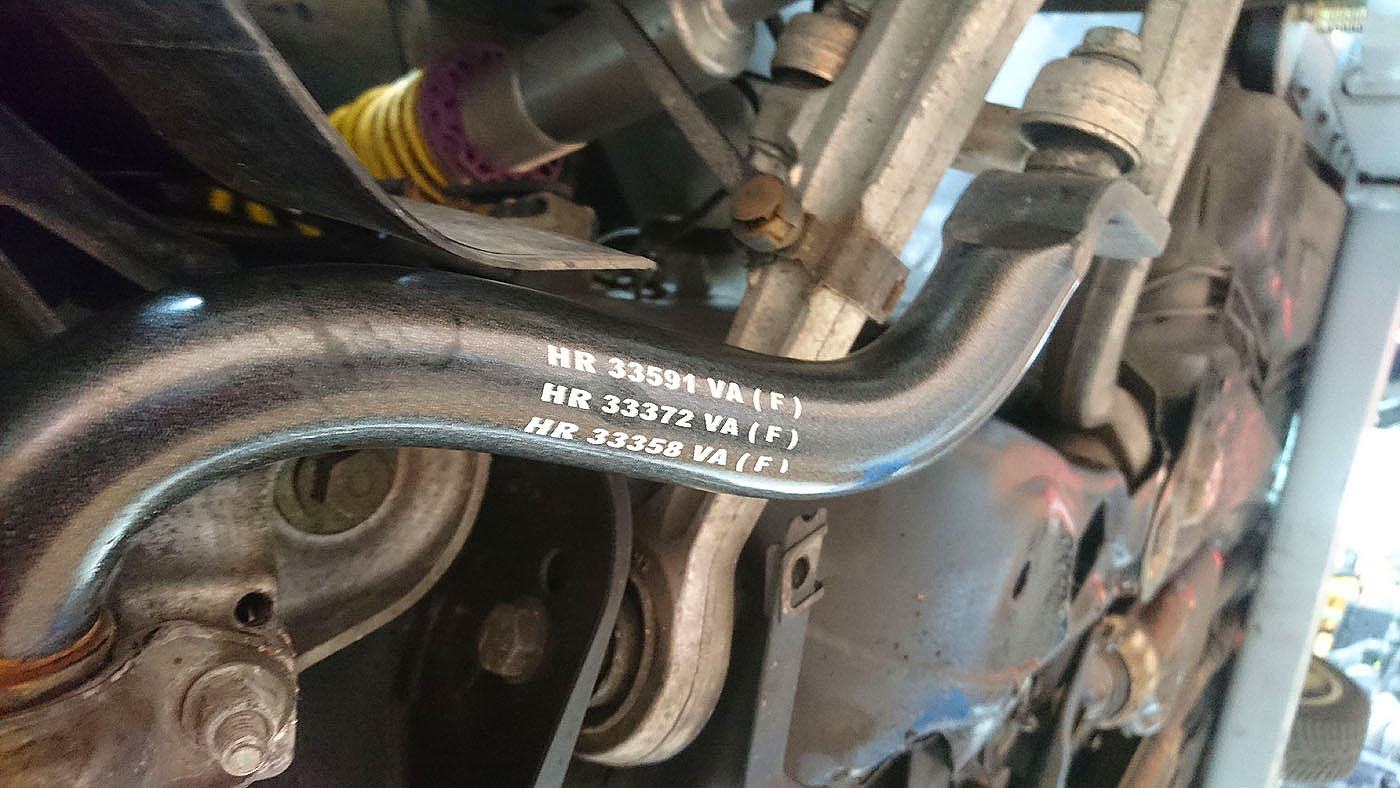 HR 33591 VA ( F )
HR 33372 VA ( F )
HR 33358 VA ( F )